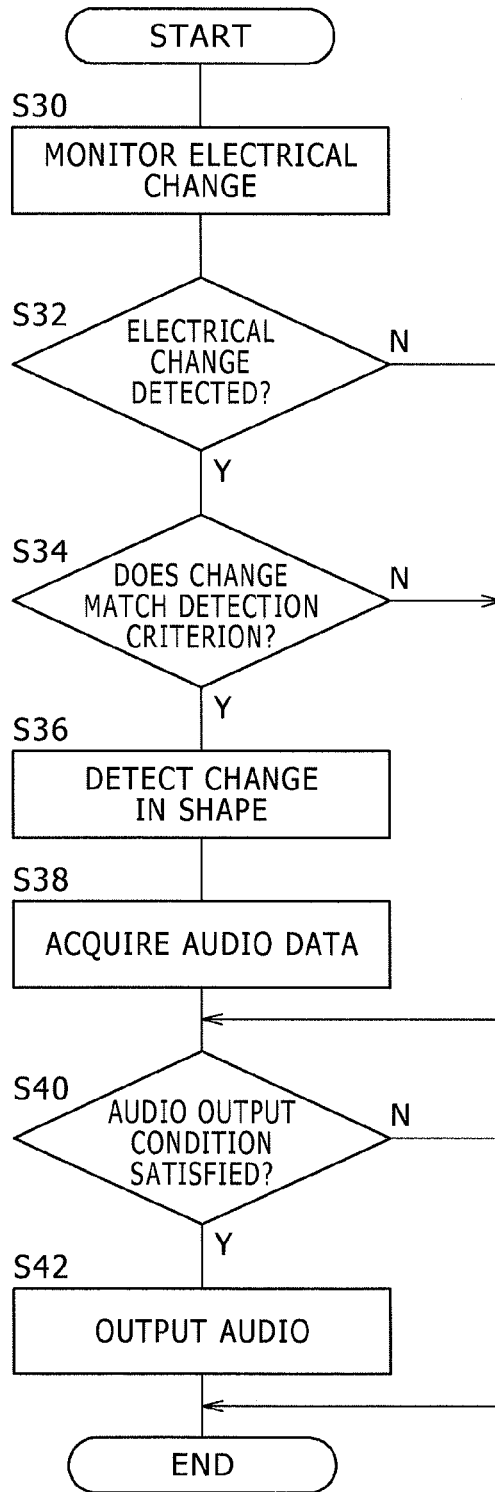 START
S30
MONITOR ELECTRICAL
CHANGE
S32
ELECTRICAL
CHANGE
DETECTED?
N
Y
S34
DOES CHANGE
MATCH DETECTION
CRITERION?
N
Y
S36
DETECT CHANGE
IN SHAPE
S38
ACQUIRE AUDIO DATA
S40
AUDIO OUTPUT
CONDITION
SATISFIED?
N
Y
S42
OUTPUT AUDIO
END